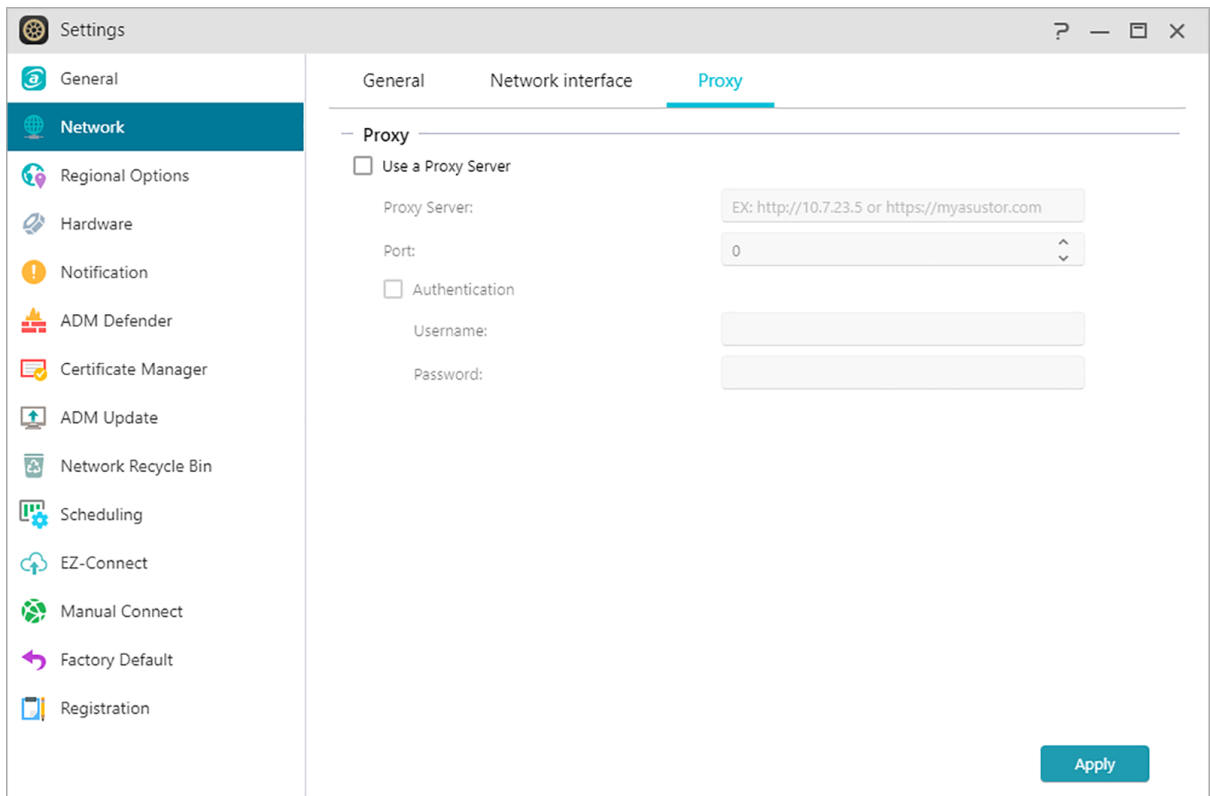 Settings
General
Network
Regional Options
Hardware
Notification
ADM Defender
Certificate Manager
ADM Update
Network Recycle Bin
Scheduling
EZ-Connect
Manual Connect
Factory Default
Registration
General Network interface Proxy
Proxy
Use a Proxy Server
Proxy Server: EX: http://10.7.23.5 or https://myasustor.com
Port: 0
Authentication
Username:
Password:
Apply